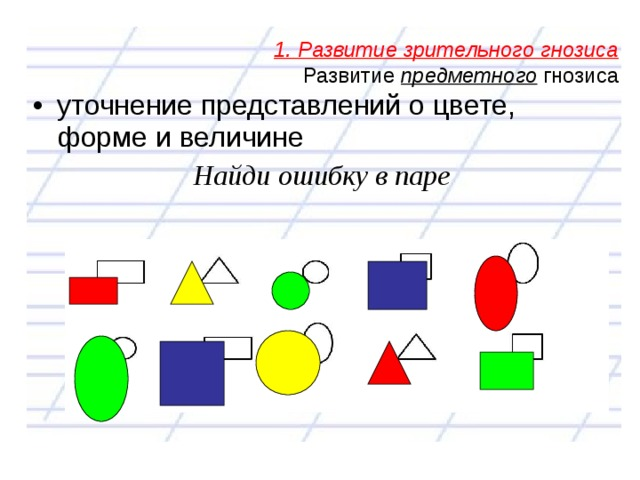 1. Развитие зрительного гнозиса
Развитие предметного гнозиса
• уточнение представлений о цвете,
форме и величине
Найди ошибку в паре